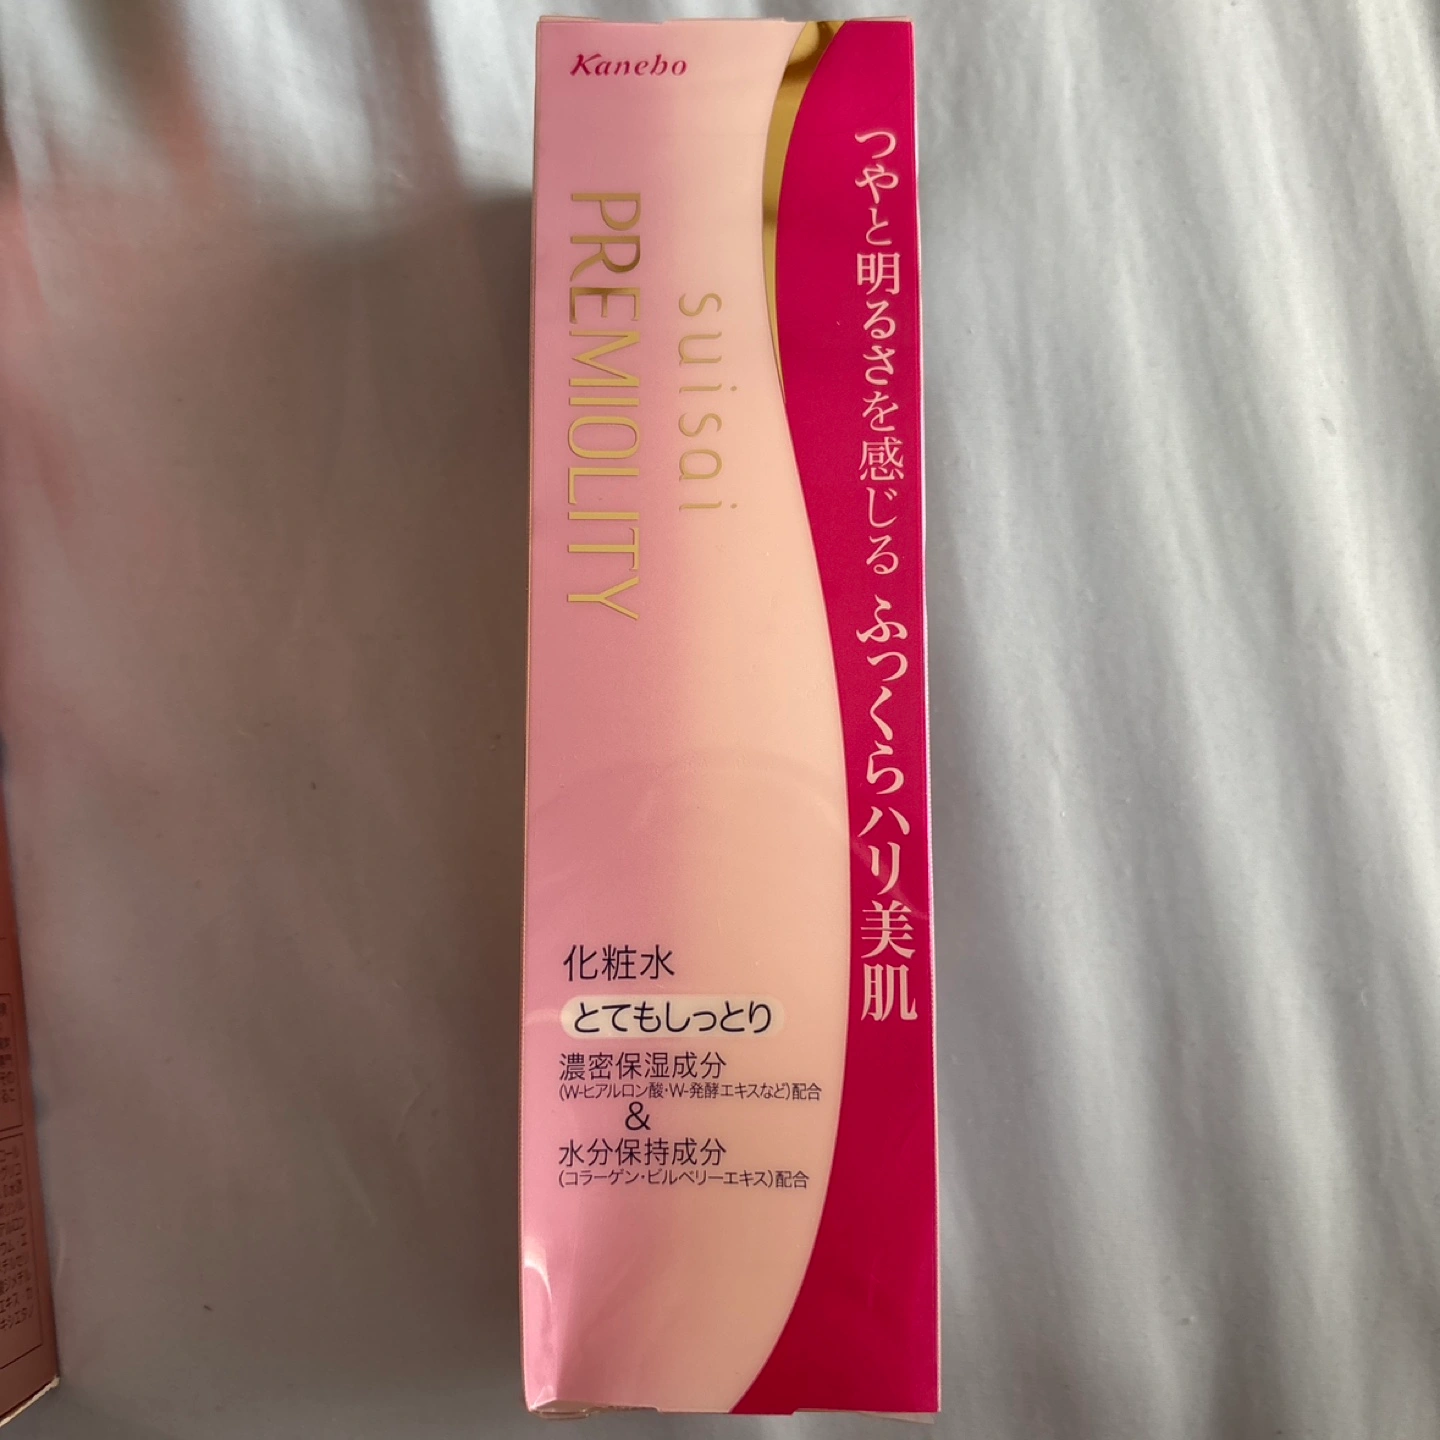 Kanebo
suisai
PREMIOLITY
つやと明るさを感じる ふっくらハリ美肌
化粧水
とてもしっとり
濃密保湿成分
(W-ヒアルロン酸・W-発酵エキスなど)配合
&
水分保持成分
(コラーゲン・ビルベリーエキス)配合